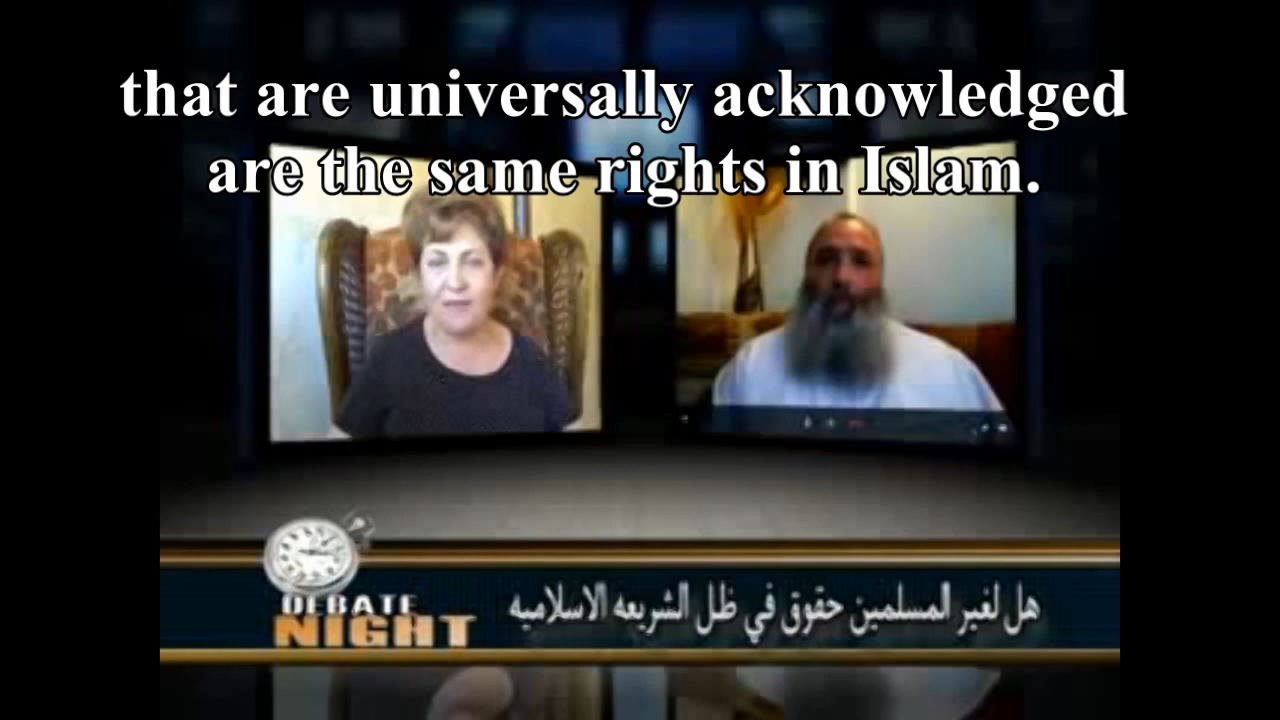 that are universally acknowledged
are the same rights in Islam.
DEBATE
NIGHT
هل لغير المسلمين حقوق في ظل الشريعه الاسلاميه